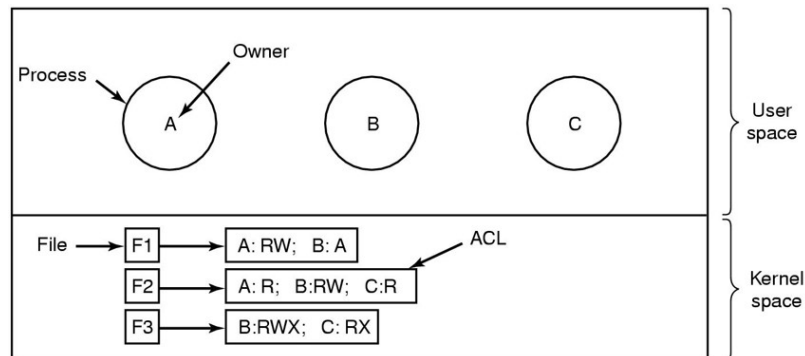 Owner
Process
A
B
C
User
space
File
F1
A: RW; B: A
ACL
F2
A: R; B:RW; C:R
F3
B:RWX; C: RX
Kernel
space